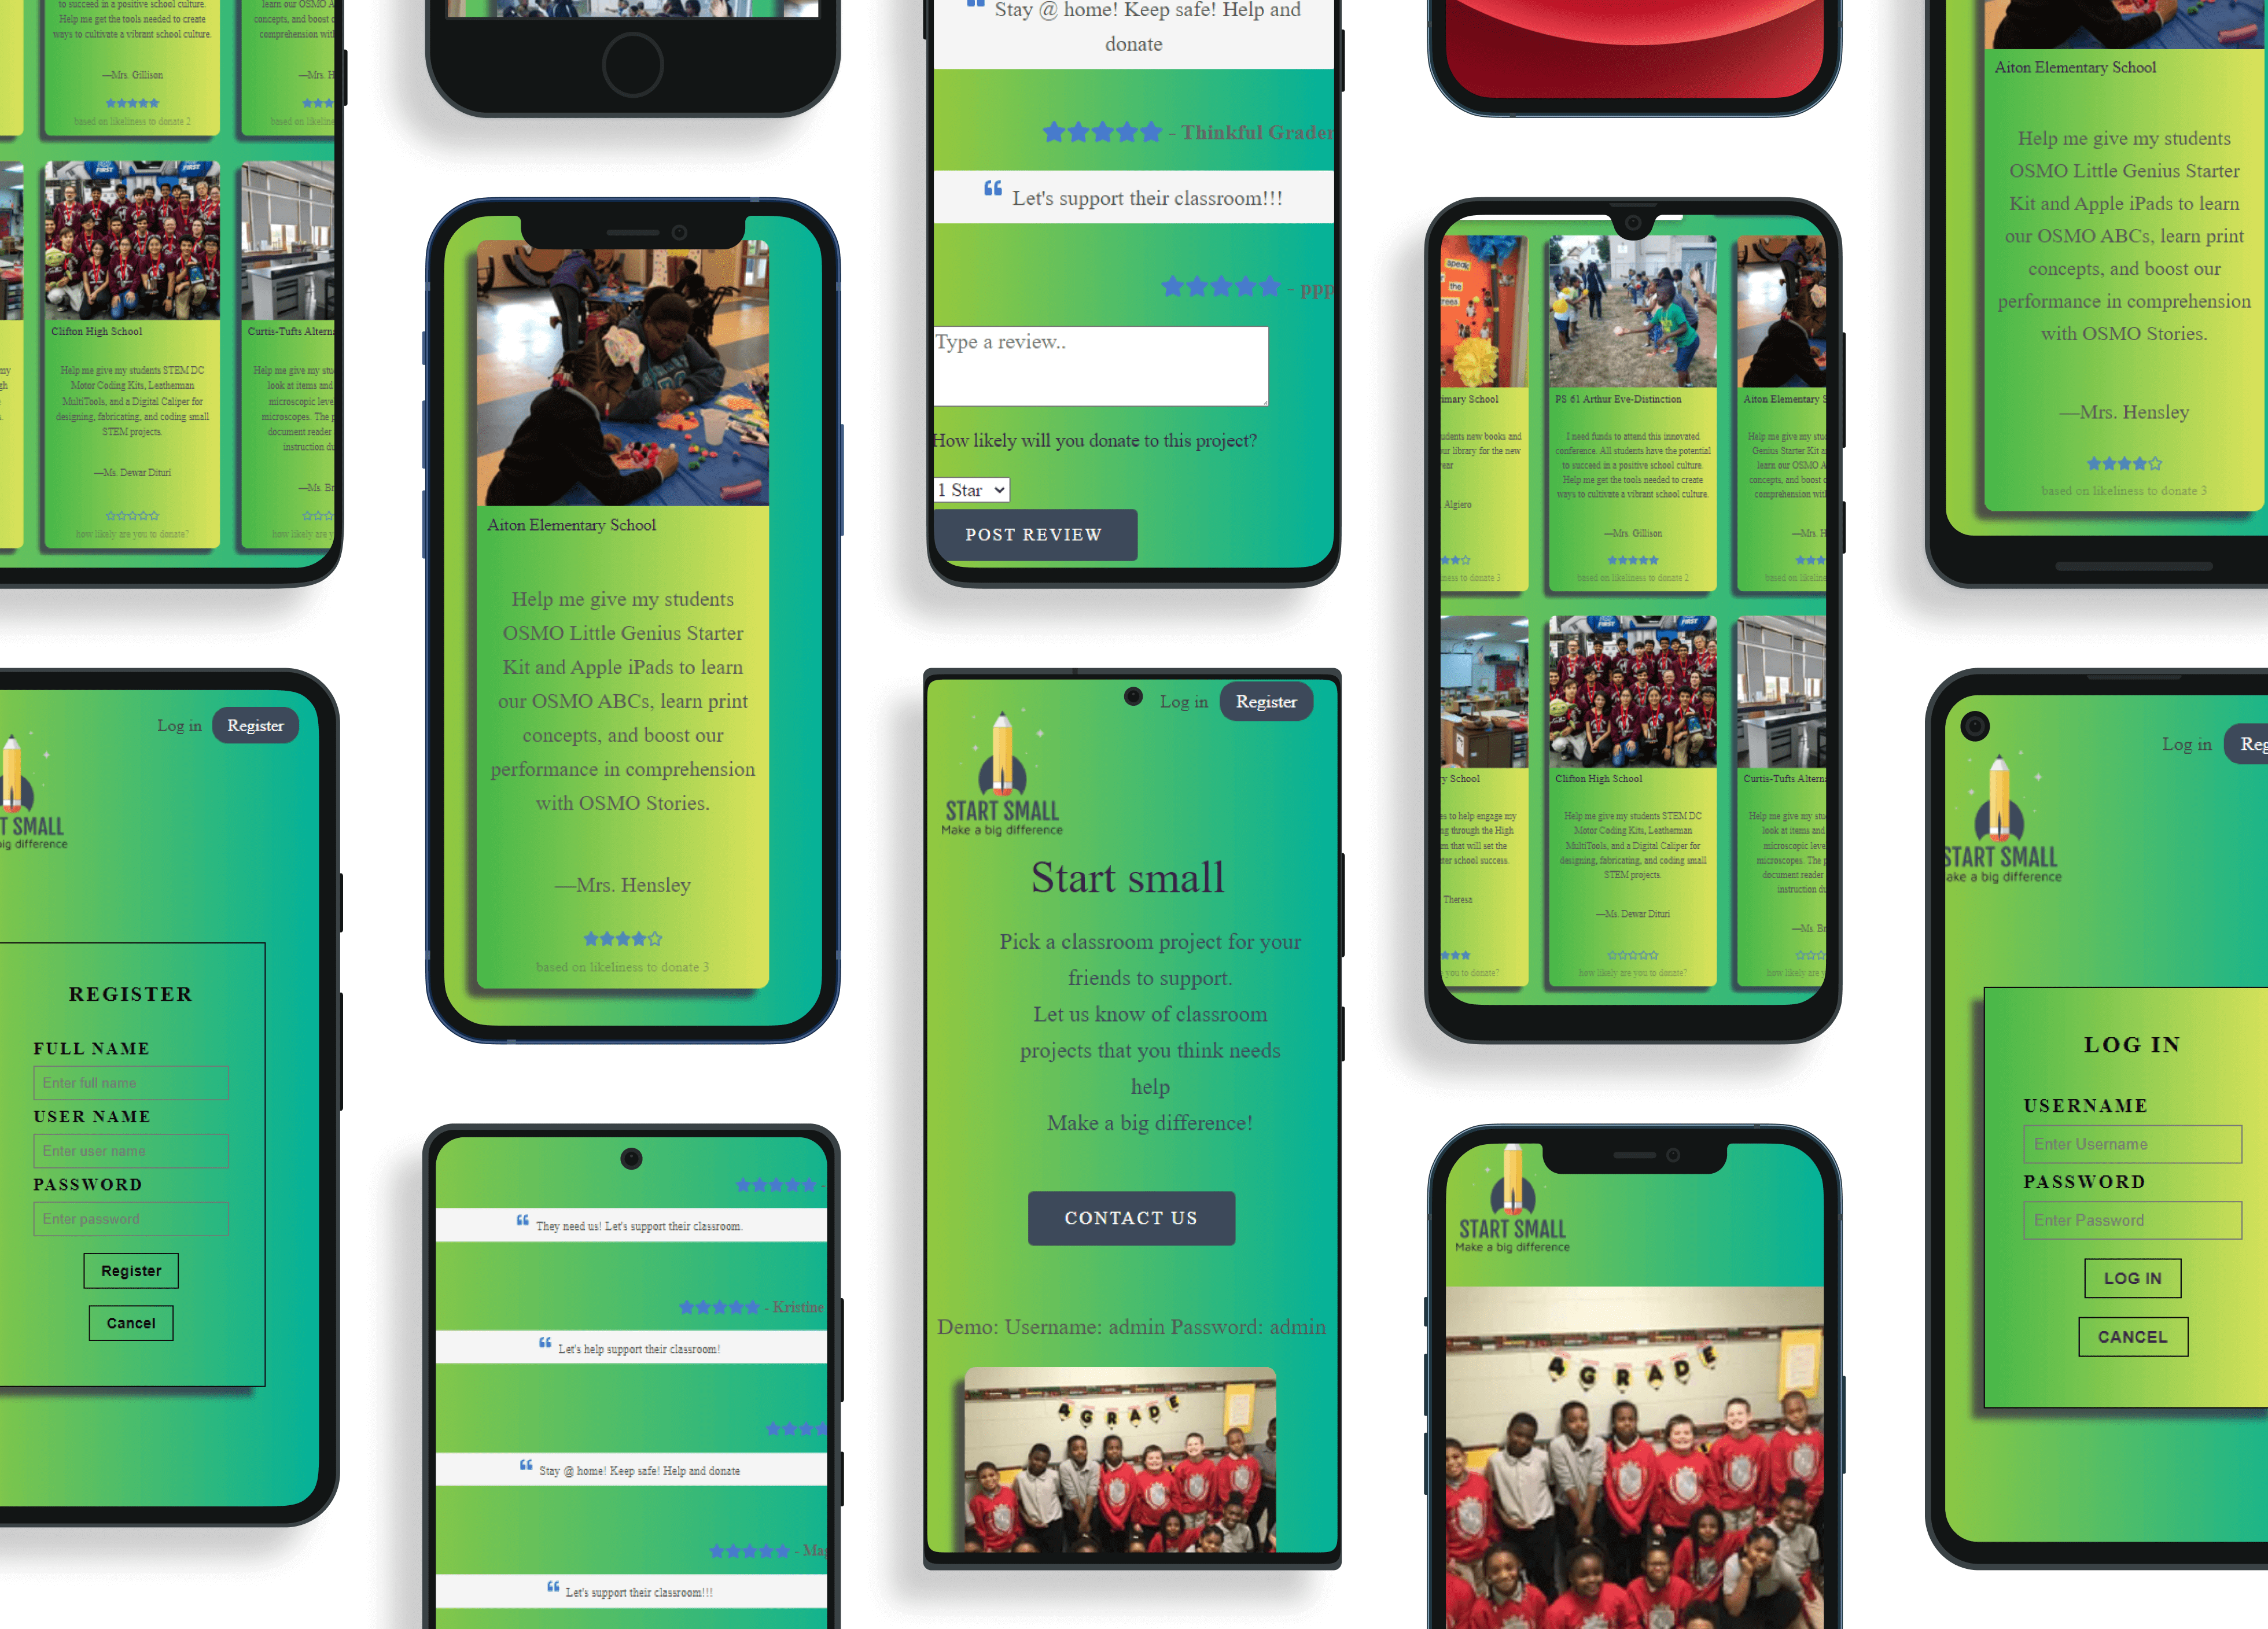 to succeed in a positive school culture.
Help me get the tools needed to create
ways to cultivate a vibrant school culture.
—Mrs. Gillison
based on likeliness to donate 2
learn our OSMO A
concepts, and boost o
comprehension wit
—Mrs. H
based on likeline
FIRST
FIRST
Clifton High School
Help me give my students STEM DC
Motor Coding Kits, Leatherman
MultiTools, and a Digital Caliper for
designing, fabricating, and coding small
STEM projects.
—Ms. Dewar Dituri
how likely are you to donate?
Curtis-Tufts Altern
Help me give my stu
look at items and
microscopic leve
microscopes. The p
document reader
instruction du
—Ms. Br
how likely are y
Log in
Register
T SMALL
ig difference
REGISTER
FULL NAME
Enter full name
USER NAME
Enter user name
PASSWORD
Enter password
Register
Cancel
Aiton Elementary School
Help me give my students
OSMO Little Genius Starter
Kit and Apple iPads to learn
our OSMO ABCs, learn print
concepts, and boost our
performance in comprehension
with OSMO Stories.
—Mrs. Hensley
based on likeliness to donate 3
-
“ They need us! Let's support their classroom.
- Kristine
“ Let's help support their classroom!
“ Stay @ home! Keep safe! Help and donate
- Mag
“ Let's support their classroom!!!
“ Stay @ home! Keep safe! Help and
donate
- Thinkful Grader
“ Let's support their classroom!!!
- ppp
Type a review..
How likely will you donate to this project?
1 Star
POST REVIEW
Log in
Register
START SMALL
Make a big difference
Start small
Pick a classroom project for your
friends to support.
Let us know of classroom
projects that you think needs
help
Make a big difference!
CONTACT US
Demo: Username: admin Password: admin
4 GRADE
speak
the
trees
imary School
udents new books and
ur library for the new
ear
Algiero
ness to donate 3
PS 61 Arthur Eve-Distinction
I need funds to attend this innovated
conference. All students have the potential
to succeed in a positive school culture.
Help me get the tools needed to create
ways to cultivate a vibrant school culture.
—Mrs. Gillison
based on likeliness to donate 2
Aiton Elementary S
Help me give my stu
Genius Starter Kit a
learn our OSMO A
concepts, and boost o
comprehension wit
—Mrs. H
based on likeline
y School
es to help engage my
ng through the High
m that will set the
ter school success.
Theresa
you to donate?
FIRST
Clifton High School
Help me give my students STEM DC
Motor Coding Kits, Leatherman
MultiTools, and a Digital Caliper for
designing, fabricating, and coding small
STEM projects.
—Ms. Dewar Dituri
how likely are you to donate?
Curtis-Tufts Altern
Help me give my stu
look at items and
microscopic leve
microscopes. The p
document reader
instruction du
—Ms. Br
how likely are y
START SMALL
Make a big difference
4 GRADE
Aiton Elementary School
Help me give my students
OSMO Little Genius Starter
Kit and Apple iPads to learn
our OSMO ABCs, learn print
concepts, and boost our
performance in comprehension
with OSMO Stories.
—Mrs. Hensley
based on likeliness to donate 3
Log in
Reg
START SMALL
ake a big difference
LOG IN
USERNAME
Enter Username
PASSWORD
Enter Password
LOG IN
CANCEL